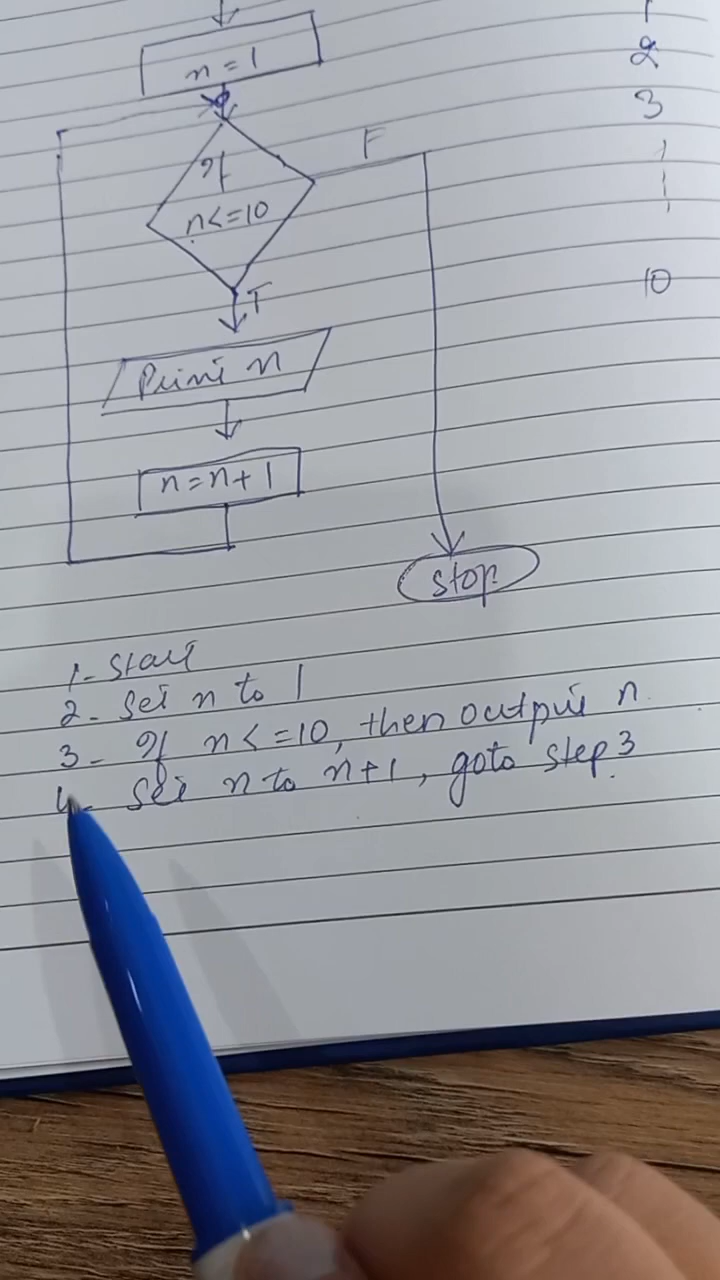 1
2
3
10
n = 1
If
n<=10
F
T
Print n
n=n+1
stop
1- Start
2- Set n to 1
3- If n<=10, then output n.
4- Set n to n+1, goto step 3.